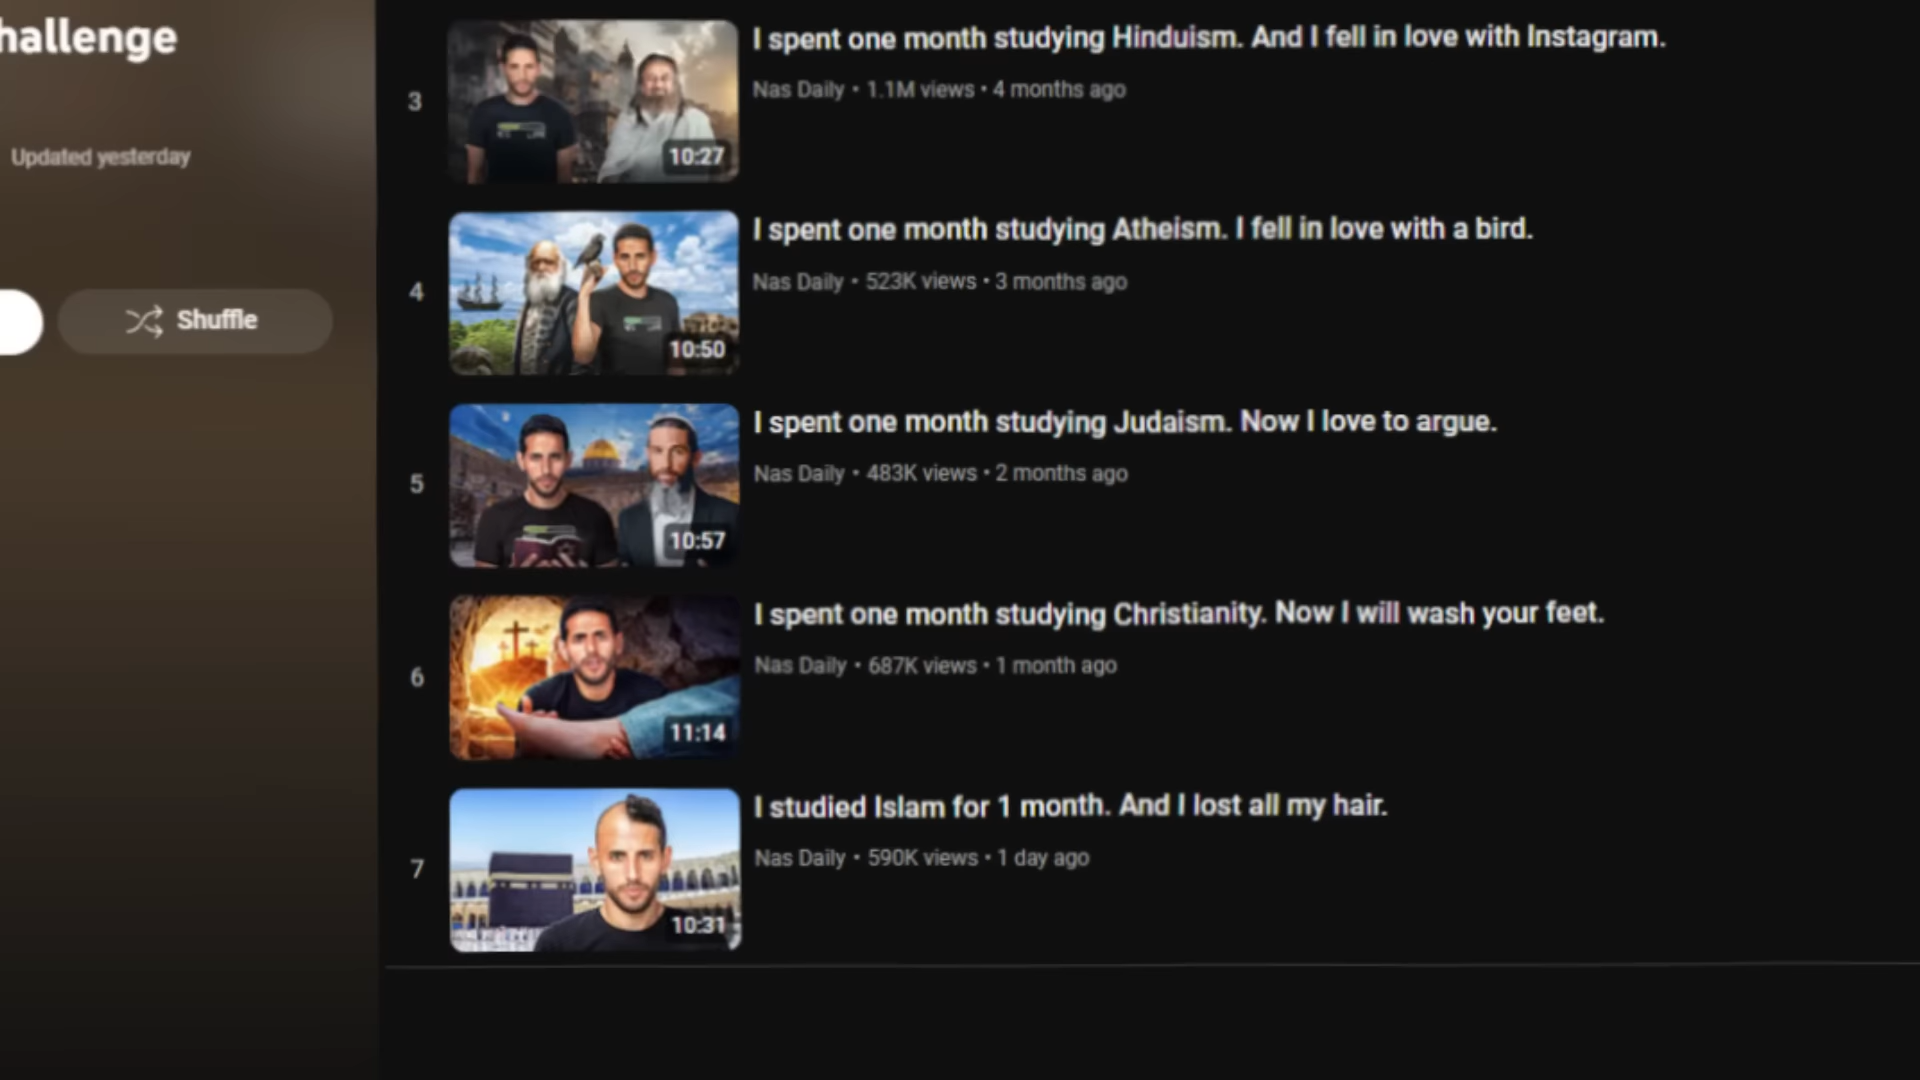 hallenge
Updated yesterday
Shuffle
3
10:27
I spent one month studying Hinduism. And I fell in love with Instagram.
Nas Daily • 1.1M views • 4 months ago
4
10:50
I spent one month studying Atheism. I fell in love with a bird.
Nas Daily • 523K views • 3 months ago
5
10:57
I spent one month studying Judaism. Now I love to argue.
Nas Daily • 483K views • 2 months ago
6
11:14
I spent one month studying Christianity. Now I will wash your feet.
Nas Daily • 687K views • 1 month ago
7
10:31
I studied Islam for 1 month. And I lost all my hair.
Nas Daily • 590K views • 1 day ago